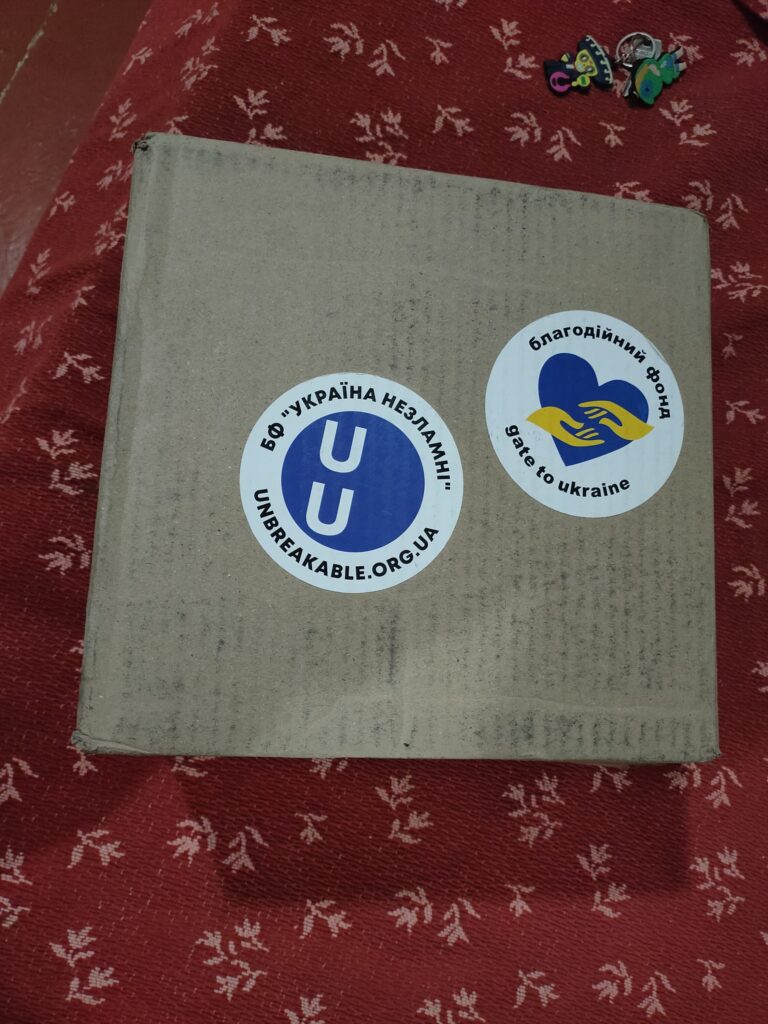 БФ "УКРАЇНА НЕЗЛАМНІ"
UU
UNBREAKABLE.ORG.UA
благодійний фонд
gate to ukraine